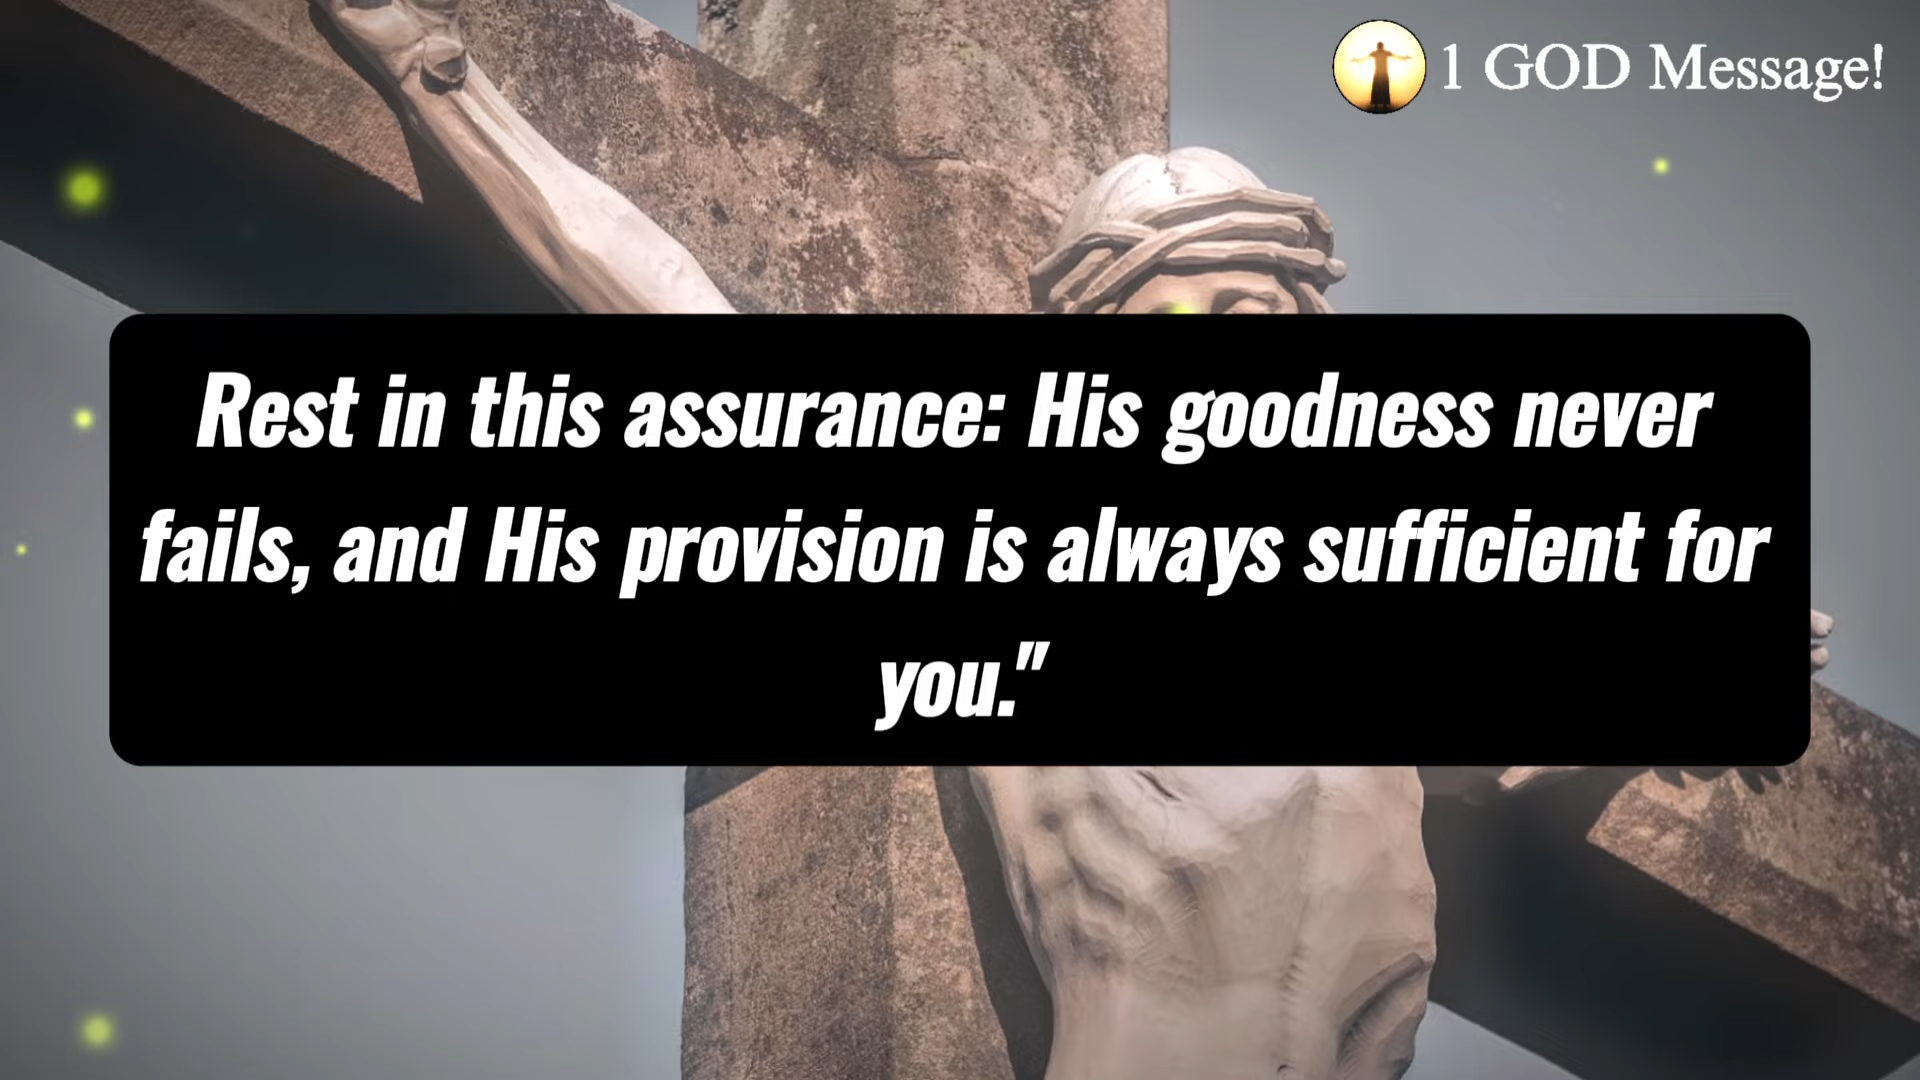 1 GOD Message!
Rest in this assurance: His goodness never
fails, and His provision is always sufficient for
you."